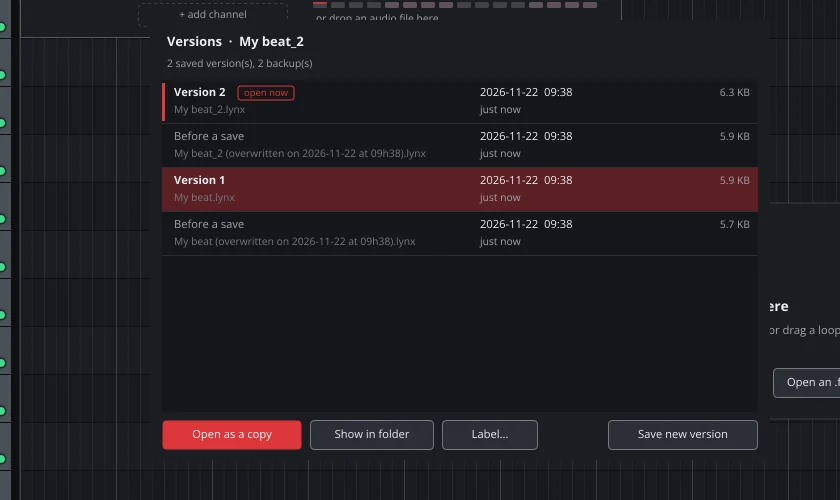 + add channel
or drop an audio file here
Versions · My beat_2
2 saved version(s), 2 backup(s)
Version 2 open now 2026-11-22 09:38 6.3 KB
My beat_2.lynx just now
Before a save 2026-11-22 09:38 5.9 KB
My beat_2 (overwritten on 2026-11-22 at 09h38).lynx just now
Version 1 2026-11-22 09:38 5.9 KB
My beat.lynx just now
Before a save 2026-11-22 09:38 5.7 KB
My beat (overwritten on 2026-11-22 at 09h38).lynx just now
ere
or drag a loop
Open an .f
Open as a copy Show in folder Label... Save new version